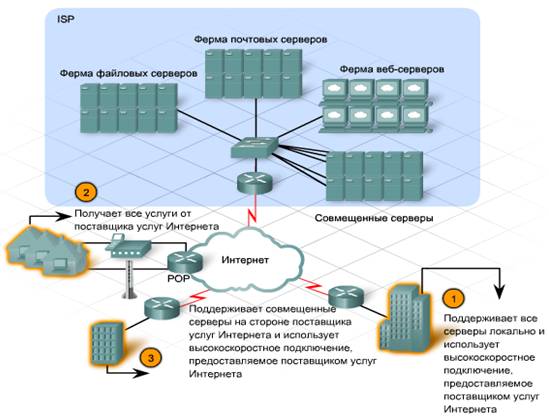 ISP
Ферма почтовых серверов
Ферма файловых серверов
Ферма веб-серверов
Совмещенные серверы
2
Получает все услуги от
поставщика услуг Интернета
Интернет
POP
1
Поддерживает все
серверы локально и
использует
высокоскоростное
подключение,
предоставляемое
поставщиком услуг
Интернета
Поддерживает совмещенные
серверы на стороне поставщика
услуг Интернета и использует
высокоскоростное подключение,
предоставляемое поставщиком услуг
Интернета
3